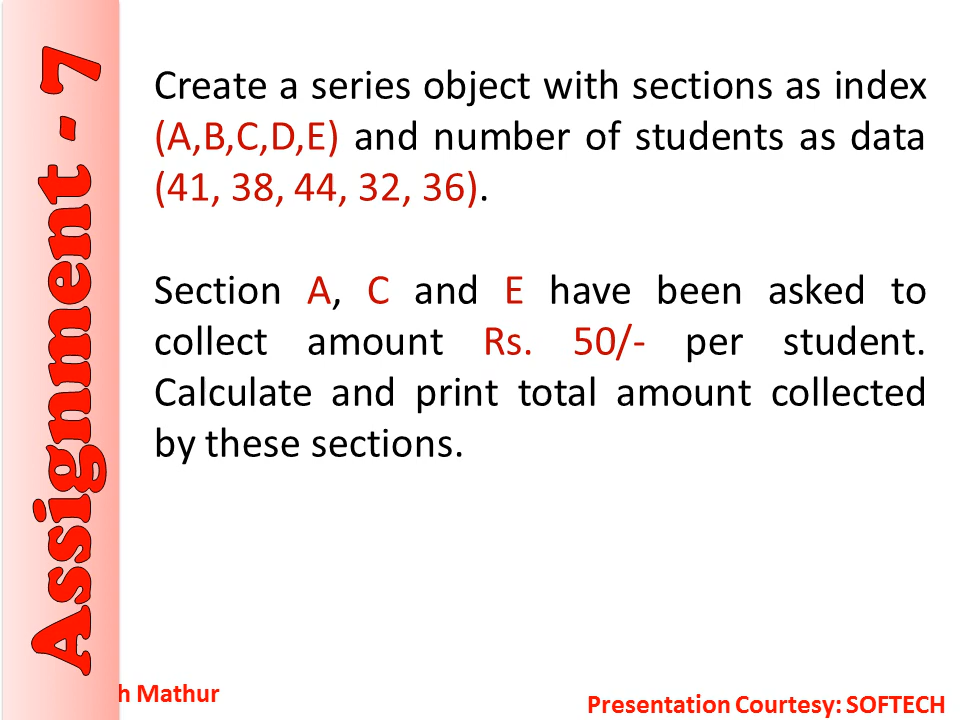 Assignment - 7
Create a series object with sections as index
(A,B,C,D,E) and number of students as data
(41, 38, 44, 32, 36).
Section A, C and E have been asked to
collect amount Rs. 50/- per student.
Calculate and print total amount collected
by these sections.
h Mathur
Presentation Courtesy: SOFTECH